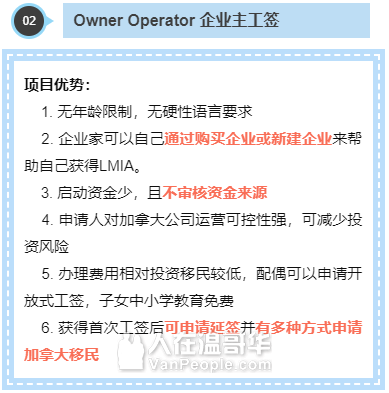 02
Owner Operator 企业主工签
项目优势：
1. 无年龄限制，无硬性语言要求
2. 企业家可以自己通过购买企业或新建企业来帮
助自己获得LMIA。
3. 启动资金少，且不审核资金来源
4. 申请人对加拿大公司运营可控性强，可减少投
资风险
5. 办理费用相对投资移民较低，配偶可以申请开
放式工签，子女中小学教育免费
6. 获得首次工签后可申请延签并有多种方式申请
加拿大移民
人在温哥华
VanPeople.com